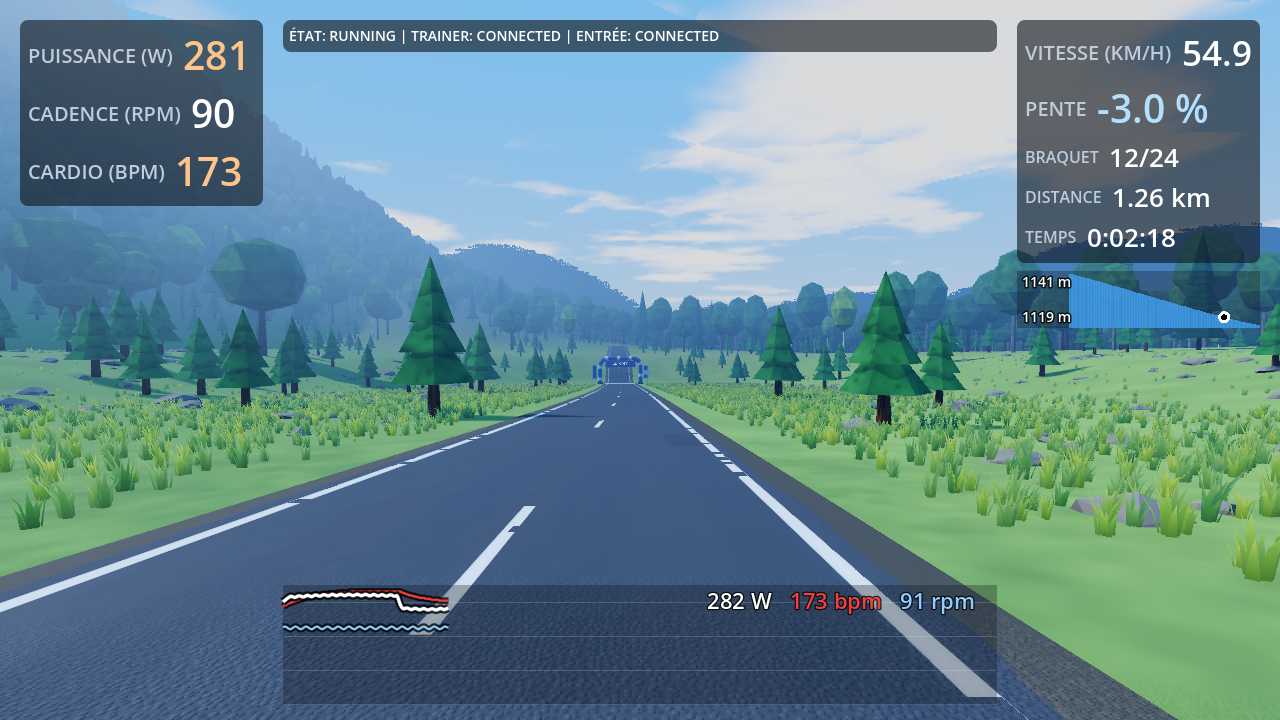 PUISSANCE (W) 281
CADENCE (RPM) 90
CARDIO (BPM) 173
ÉTAT: RUNNING | TRAINER: CONNECTED | ENTRÉE: CONNECTED
VITESSE (KM/H) 54.9
PENTE -3.0 %
BRAQUET 12/24
DISTANCE 1.26 km
TEMPS 0:02:18
1141 m
1119 m
282 W 173 bpm 91 rpm